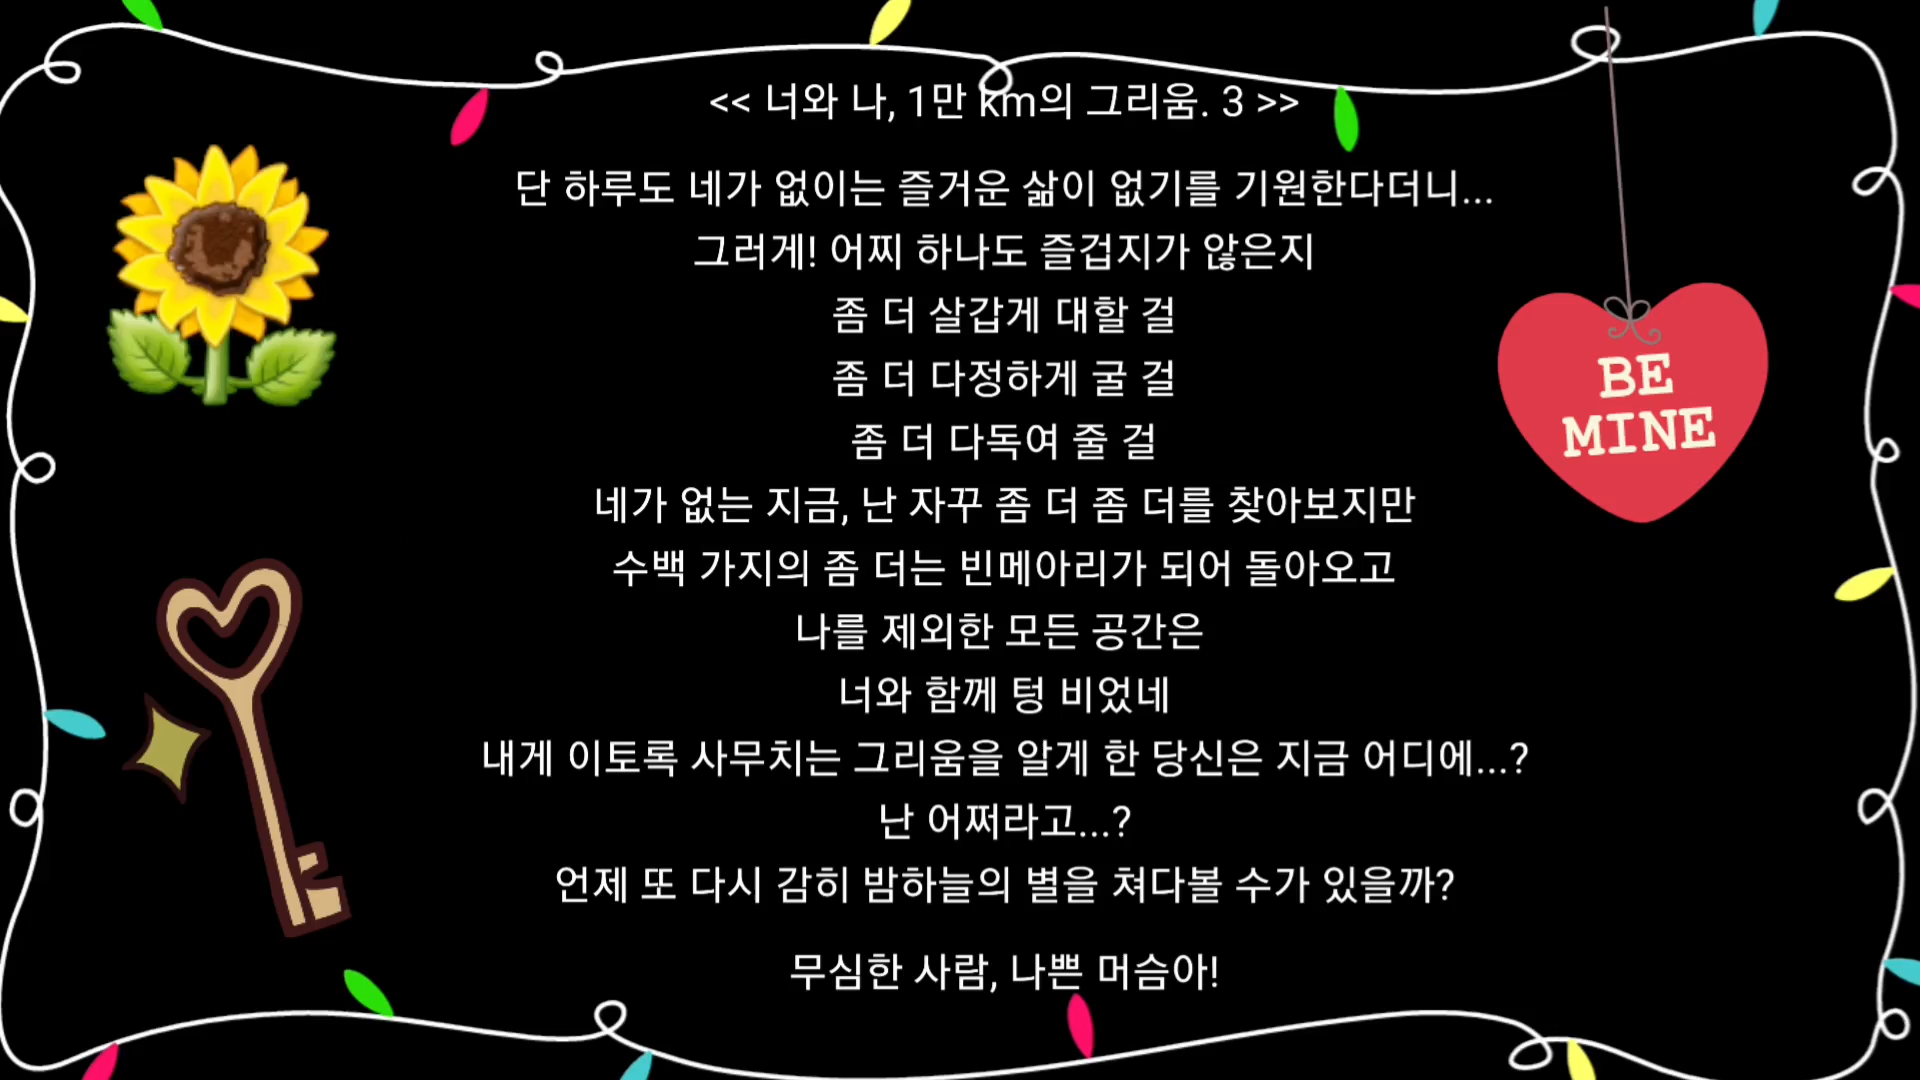 << 너와 나, 1만 km의 그리움. 3 >>
단 하루도 네가 없이는 즐거운 삶이 없기를 기원한다더니...
그러게! 어찌 하나도 즐겁지가 않은지
좀 더 살갑게 대할 걸
좀 더 다정하게 굴 걸
좀 더 다독여 줄 걸
네가 없는 지금, 난 자꾸 좀 더 좀 더를 찾아보지만
수백 가지의 좀 더는 빈메아리가 되어 돌아오고
나를 제외한 모든 공간은
너와 함께 텅 비었네
내게 이토록 사무치는 그리움을 알게 한 당신은 지금 어디에...?
난 어쩌라고...?
언제 또 다시 감히 밤하늘의 별을 쳐다볼 수가 있을까?
무심한 사람, 나쁜 머슴아!
BE
MINE